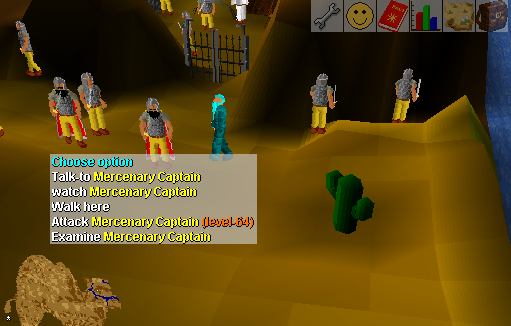 Choose option
Talk-to Mercenary Captain
watch Mercenary Captain
Walk here
Attack Mercenary Captain (level-64)
Examine Mercenary Captain
*